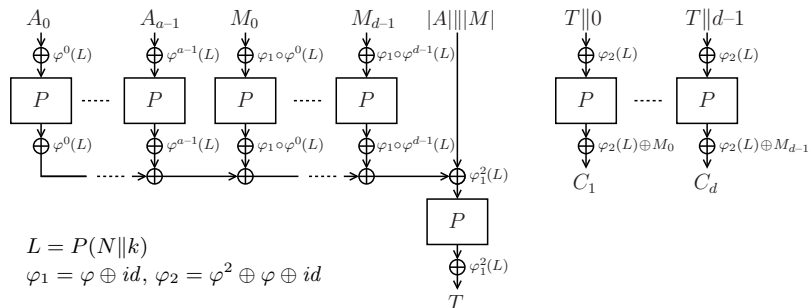 A_0 A_{a−1} M_0 M_{d−1} |A|‖‖|M| T‖0 T‖d−1
φ^0(L) φ^{a−1}(L) φ_1∘φ^0(L) φ_1∘φ^{d−1}(L) φ_2(L) φ_2(L)
P P P P P P
φ^0(L) φ^{a−1}(L) φ_1∘φ^0(L) φ_1∘φ^{d−1}(L) φ_2(L)⊕M_0 φ_2(L)⊕M_{d−1}
φ_1^2(L) C_1 C_d
P
L = P(N‖k)
φ_1 = φ ⊕ id, φ_2 = φ^2 ⊕ φ ⊕ id φ_1^2(L)
T